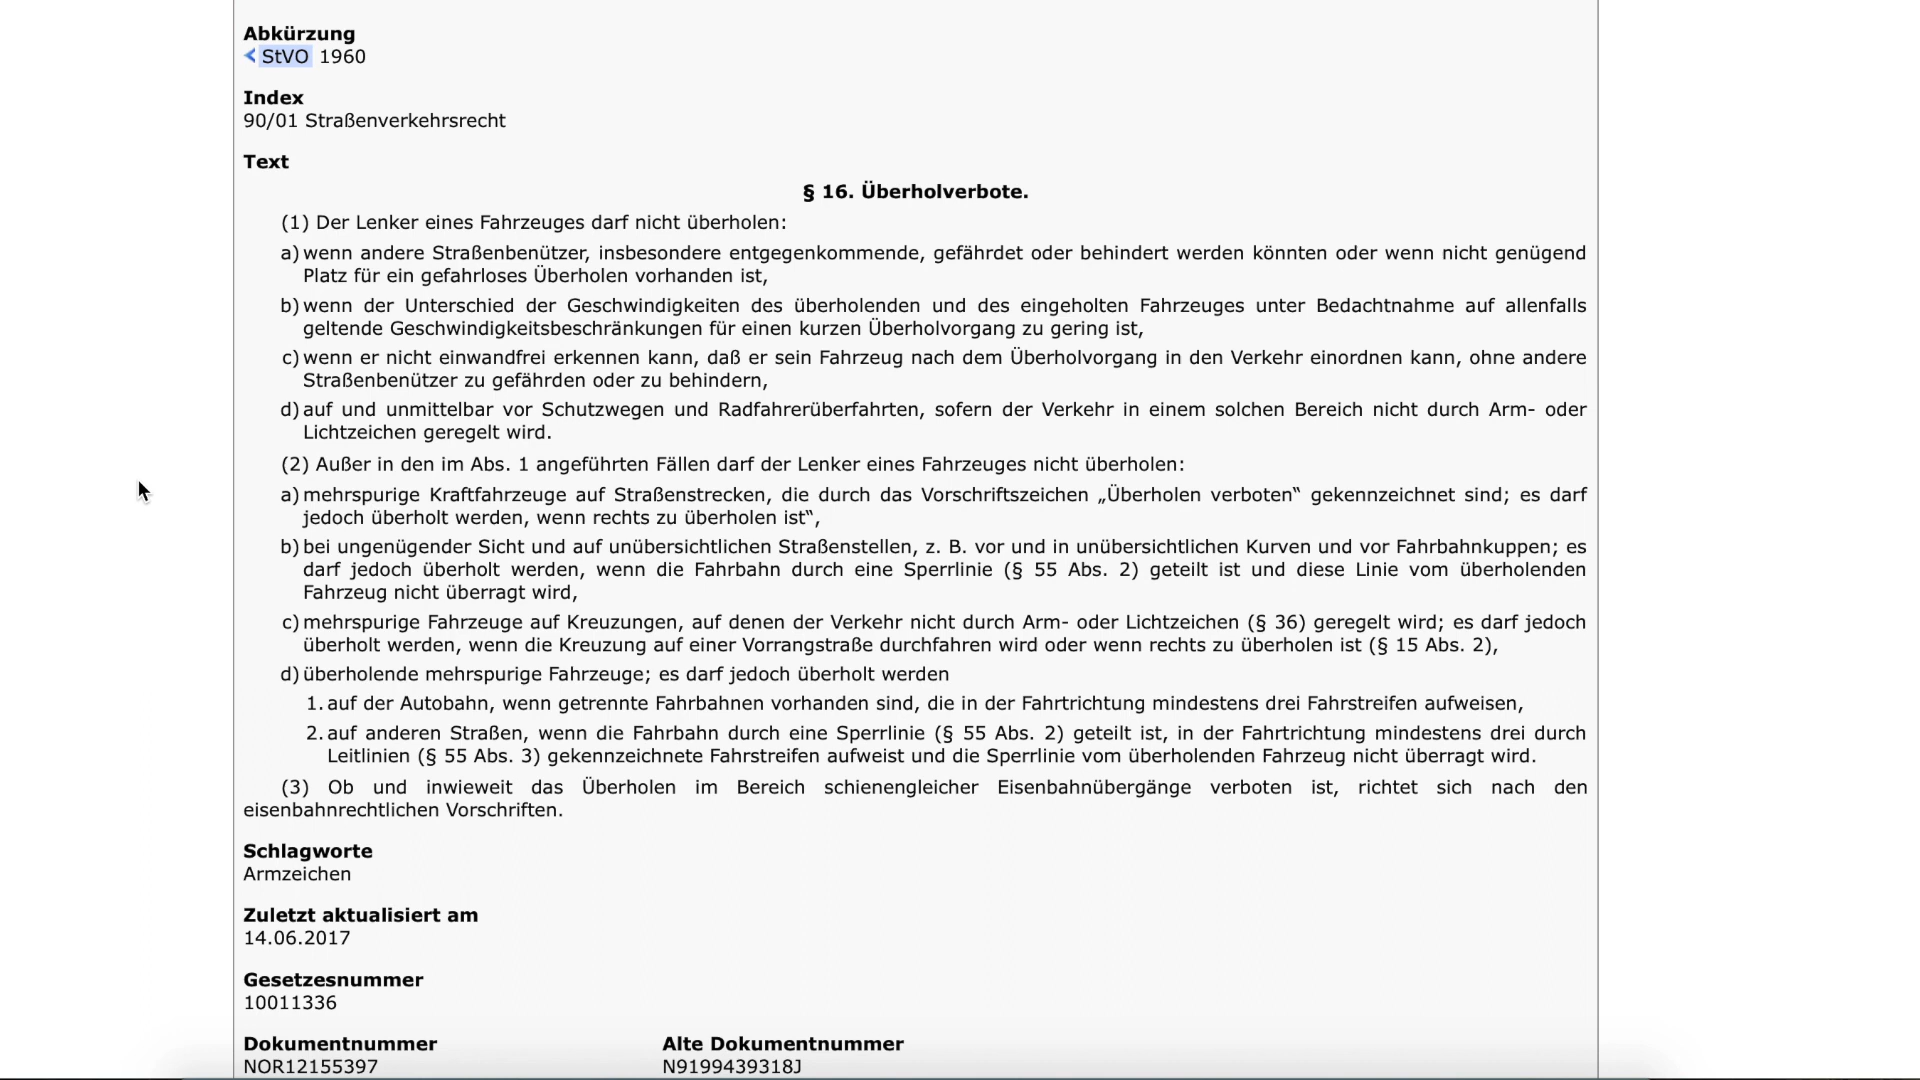 Abkürzung
< StVO 1960
Index
90/01 Straßenverkehrsrecht
Text
§ 16. Überholverbote.
(1) Der Lenker eines Fahrzeuges darf nicht überholen:
a) wenn andere Straßenbenützer, insbesondere entgegenkommende, gefährdet oder behindert werden könnten oder wenn nicht genügend
Platz für ein gefahrloses Überholen vorhanden ist,
b) wenn der Unterschied der Geschwindigkeiten des überholenden und des eingeholten Fahrzeuges unter Bedachtnahme auf allenfalls
geltende Geschwindigkeitsbeschränkungen für einen kurzen Überholvorgang zu gering ist,
c) wenn er nicht einwandfrei erkennen kann, daß er sein Fahrzeug nach dem Überholvorgang in den Verkehr einordnen kann, ohne andere
Straßenbenützer zu gefährden oder zu behindern,
d) auf und unmittelbar vor Schutzwegen und Radfahrerüberfahrten, sofern der Verkehr in einem solchen Bereich nicht durch Arm- oder
Lichtzeichen geregelt wird.
(2) Außer in den im Abs. 1 angeführten Fällen darf der Lenker eines Fahrzeuges nicht überholen:
a) mehrspurige Kraftfahrzeuge auf Straßenstrecken, die durch das Vorschriftszeichen „Überholen verboten“ gekennzeichnet sind; es darf
jedoch überholt werden, wenn rechts zu überholen ist“,
b) bei ungenügender Sicht und auf unübersichtlichen Straßenstellen, z. B. vor und in unübersichtlichen Kurven und vor Fahrbahnkuppen; es
darf jedoch überholt werden, wenn die Fahrbahn durch eine Sperrlinie (§ 55 Abs. 2) geteilt ist und diese Linie vom überholenden
Fahrzeug nicht überragt wird,
c) mehrspurige Fahrzeuge auf Kreuzungen, auf denen der Verkehr nicht durch Arm- oder Lichtzeichen (§ 36) geregelt wird; es darf jedoch
überholt werden, wenn die Kreuzung auf einer Vorrangstraße durchfahren wird oder wenn rechts zu überholen ist (§ 15 Abs. 2),
d) überholende mehrspurige Fahrzeuge; es darf jedoch überholt werden
1. auf der Autobahn, wenn getrennte Fahrbahnen vorhanden sind, die in der Fahrtrichtung mindestens drei Fahrstreifen aufweisen,
2. auf anderen Straßen, wenn die Fahrbahn durch eine Sperrlinie (§ 55 Abs. 2) geteilt ist, in der Fahrtrichtung mindestens drei durch
Leitlinien (§ 55 Abs. 3) gekennzeichnete Fahrstreifen aufweist und die Sperrlinie vom überholenden Fahrzeug nicht überragt wird.
(3) Ob und inwieweit das Überholen im Bereich schienengleicher Eisenbahnübergänge verboten ist, richtet sich nach den
eisenbahnrechtlichen Vorschriften.
Schlagworte
Armzeichen
Zuletzt aktualisiert am
14.06.2017
Gesetzesnummer
10011336
Dokumentnummer Alte Dokumentnummer
NOR12155397 N9199439318J